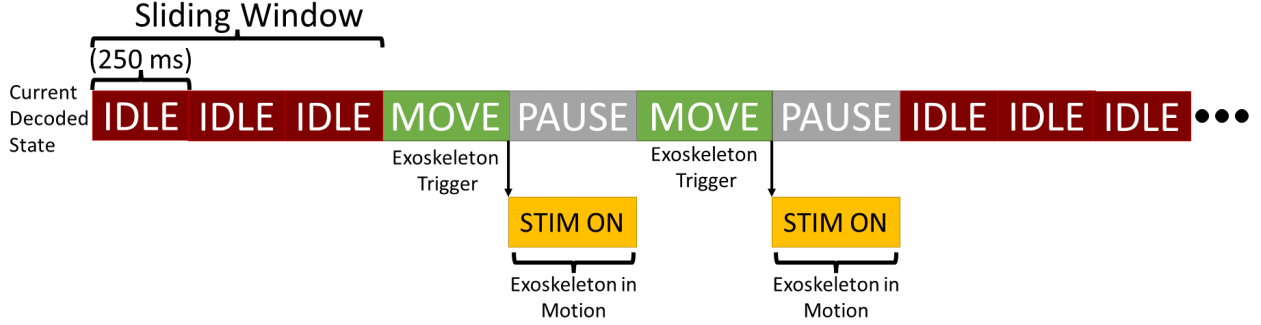 Sliding Window
(250 ms)
Current
Decoded
State
IDLE IDLE IDLE MOVE PAUSE MOVE PAUSE IDLE IDLE IDLE
Exoskeleton
Trigger
Exoskeleton
Trigger
STIM ON
STIM ON
Exoskeleton in
Motion
Exoskeleton in
Motion